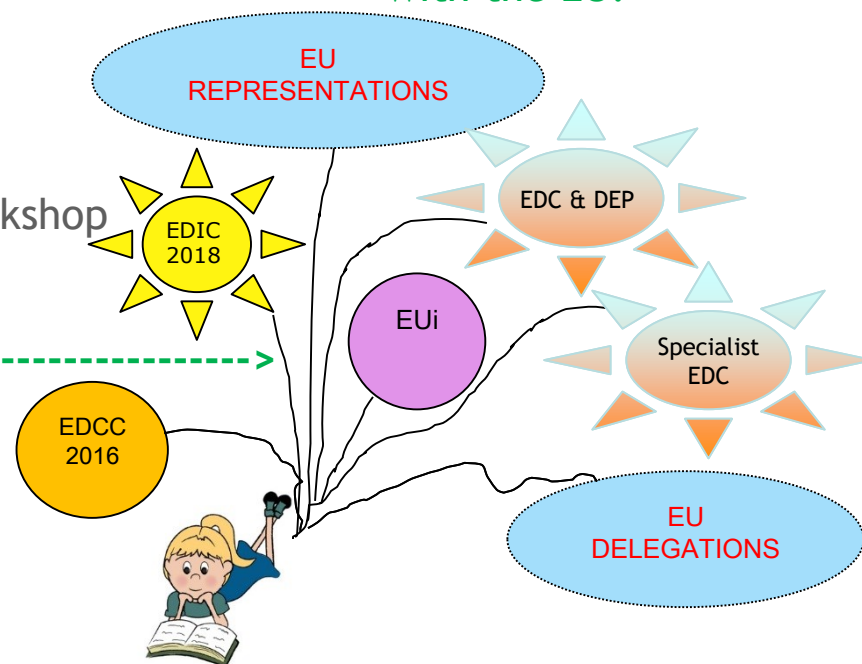 EU
REPRESENTATIONS
EDC & DEP
kshop
EDIC
2018
EUi
Specialist
EDC
EDCC
2016
EU
DELEGATIONS